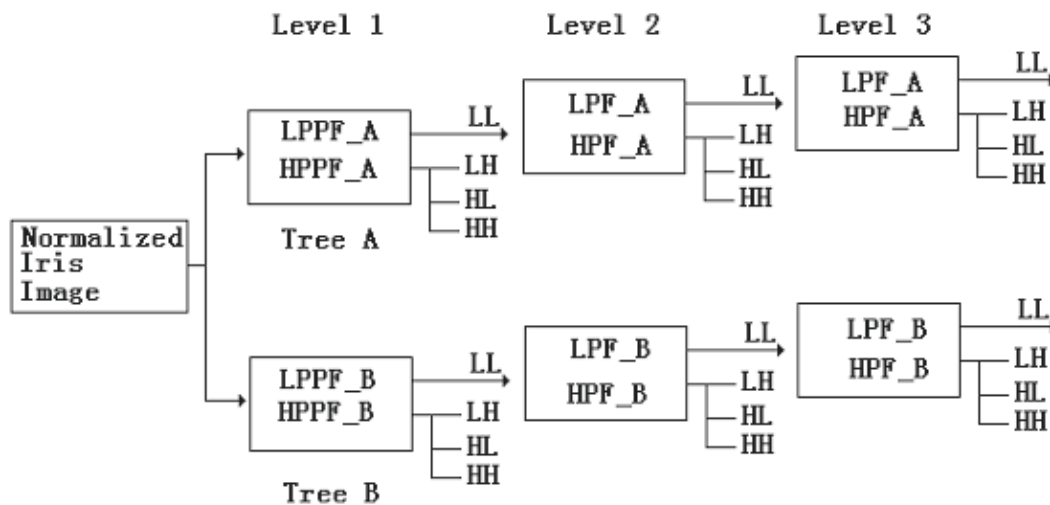 Level 1
Level 2
Level 3
LPPF_A
HPPF_A
LL
LH
HL
HH
Tree A
LPF_A
HPF_A
LL
LH
HL
HH
LPF_A
HPF_A
LL
LH
HL
HH
Normalized
Iris
Image
LPPF_B
HPPF_B
LL
LH
HL
HH
Tree B
LPF_B
HPF_B
LL
LH
HL
HH
LPF_B
HPF_B
LL
LH
HL
HH